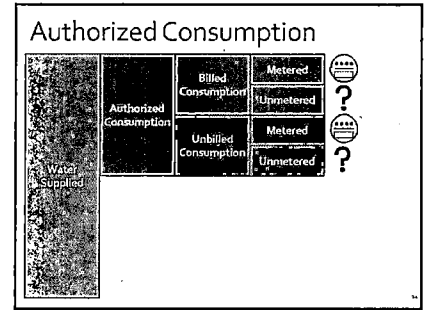 Authorized Consumption
Water
Supplied
Authorized
Consumption
Billed
Consumption
Metered
Unmetered
Unbilled
Consumption
Metered
Unmetered
?
?